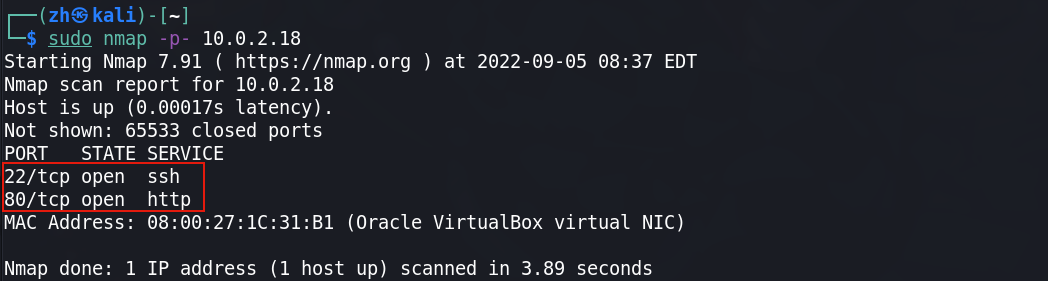 (zh㉿kali)-[~]
$ sudo nmap -p- 10.0.2.18
Starting Nmap 7.91 ( https://nmap.org ) at 2022-09-05 08:37 EDT
Nmap scan report for 10.0.2.18
Host is up (0.00017s latency).
Not shown: 65533 closed ports
PORT   STATE SERVICE
22/tcp open  ssh
80/tcp open  http
MAC Address: 08:00:27:1C:31:B1 (Oracle VirtualBox virtual NIC)
Nmap done: 1 IP address (1 host up) scanned in 3.89 seconds